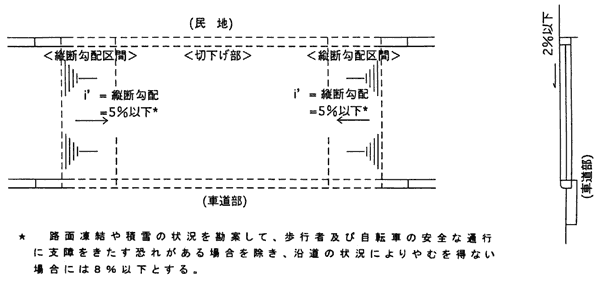 (民 地)
<縦断勾配区間> <切下げ部> <縦断勾配区間>
i' = 縦断勾配
=5%以下*
i' = 縦断勾配
=5%以下*
(車道部)
2%以下
(車道部)
* 路面凍結や積雪の状況を勘案して、歩行者及び自転車の安全な通行
に支障をきたす恐れがある場合を除き、沿道の状況によりやむを得ない
場合には8%以下とする。